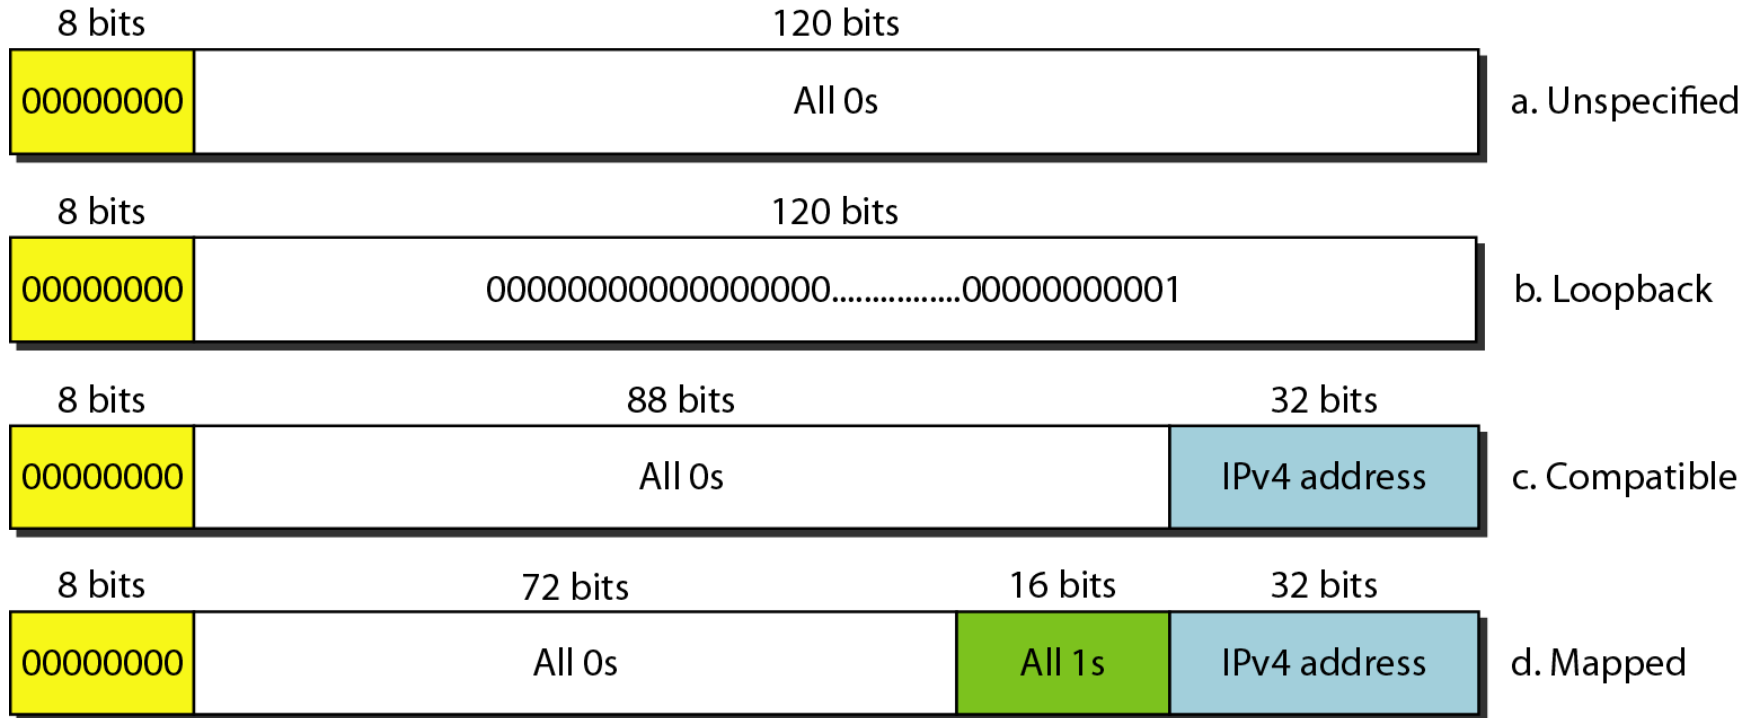 8 bits 120 bits
00000000 All 0s a. Unspecified
8 bits 120 bits
00000000 00000000000000000................00000000001 b. Loopback
8 bits 88 bits 32 bits
00000000 All 0s IPv4 address c. Compatible
8 bits 72 bits 16 bits 32 bits
00000000 All 0s All 1s IPv4 address d. Mapped